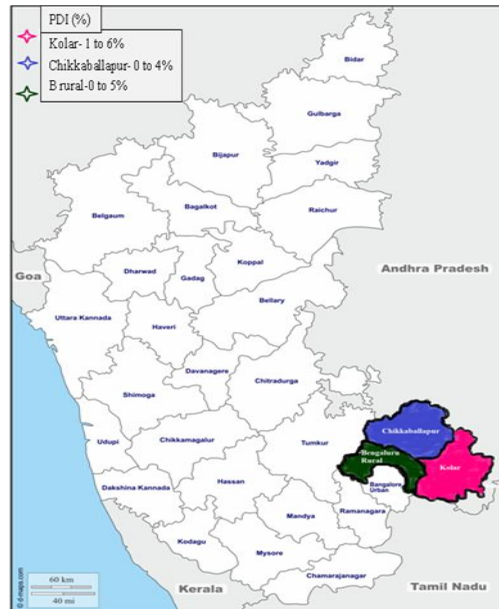 PDI (%)
Kolar- 1 to 6%
Chikkaballapur- 0 to 4%
B rural-0 to 5%
Bidar
Gulbarga
Bijapur
Yadgir
Bagalkot
Raichur
Belgaum
Koppal
Goa
Dharwad
Gadag
Andhra Pradesh
Bellary
Uttara Kannada
Haveri
Davanagere
Chitradurga
Shimoga
Chikkaballapur
Udupi
Chikkamagalur
Tumkur
Bengaluru
Rural
Kolar
Dakshina Kannada
Hassan
Bangalore
Urban
Ramanagara
Mandya
Kodagu
Mysore
Chamarajanagar
60 km
40 mi
Kerala
Tamil Nadu
© d-maps.com